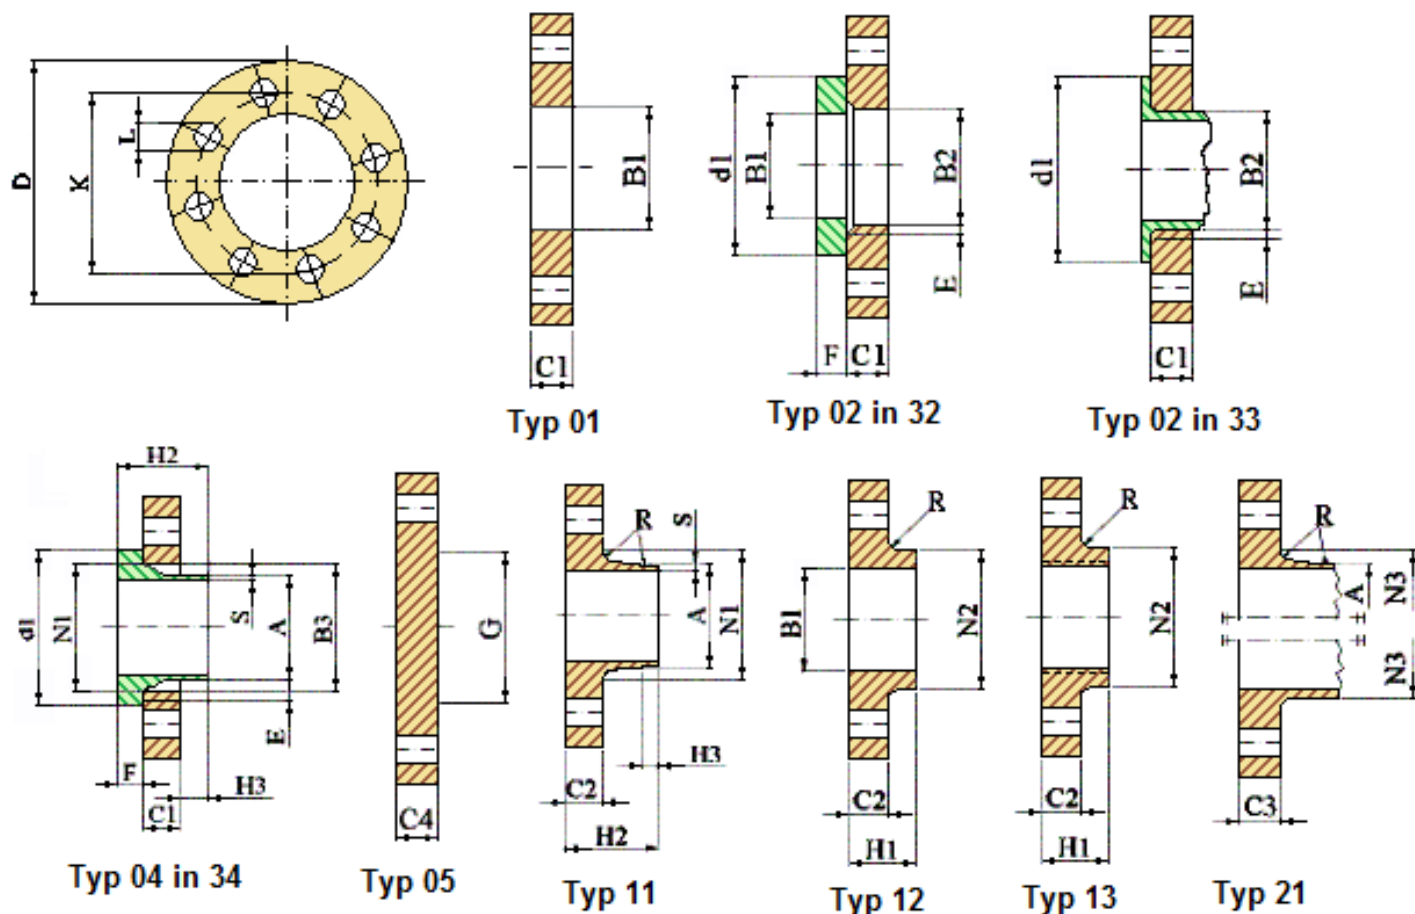 D
K
L
B1
C1
Typ 01
d1
B1
B2
E
F
C1
Typ 02 in 32
d1
B2
E
C1
Typ 02 in 33
H2
d1
N1
S
A
B3
E
F
H3
C1
Typ 04 in 34
G
C4
Typ 05
R
S
A
N1
H3
C2
H2
Typ 11
R
B1
N2
C2
H1
Typ 12
R
N2
C2
H1
Typ 13
R
A
N3
N3
C3
Typ 21